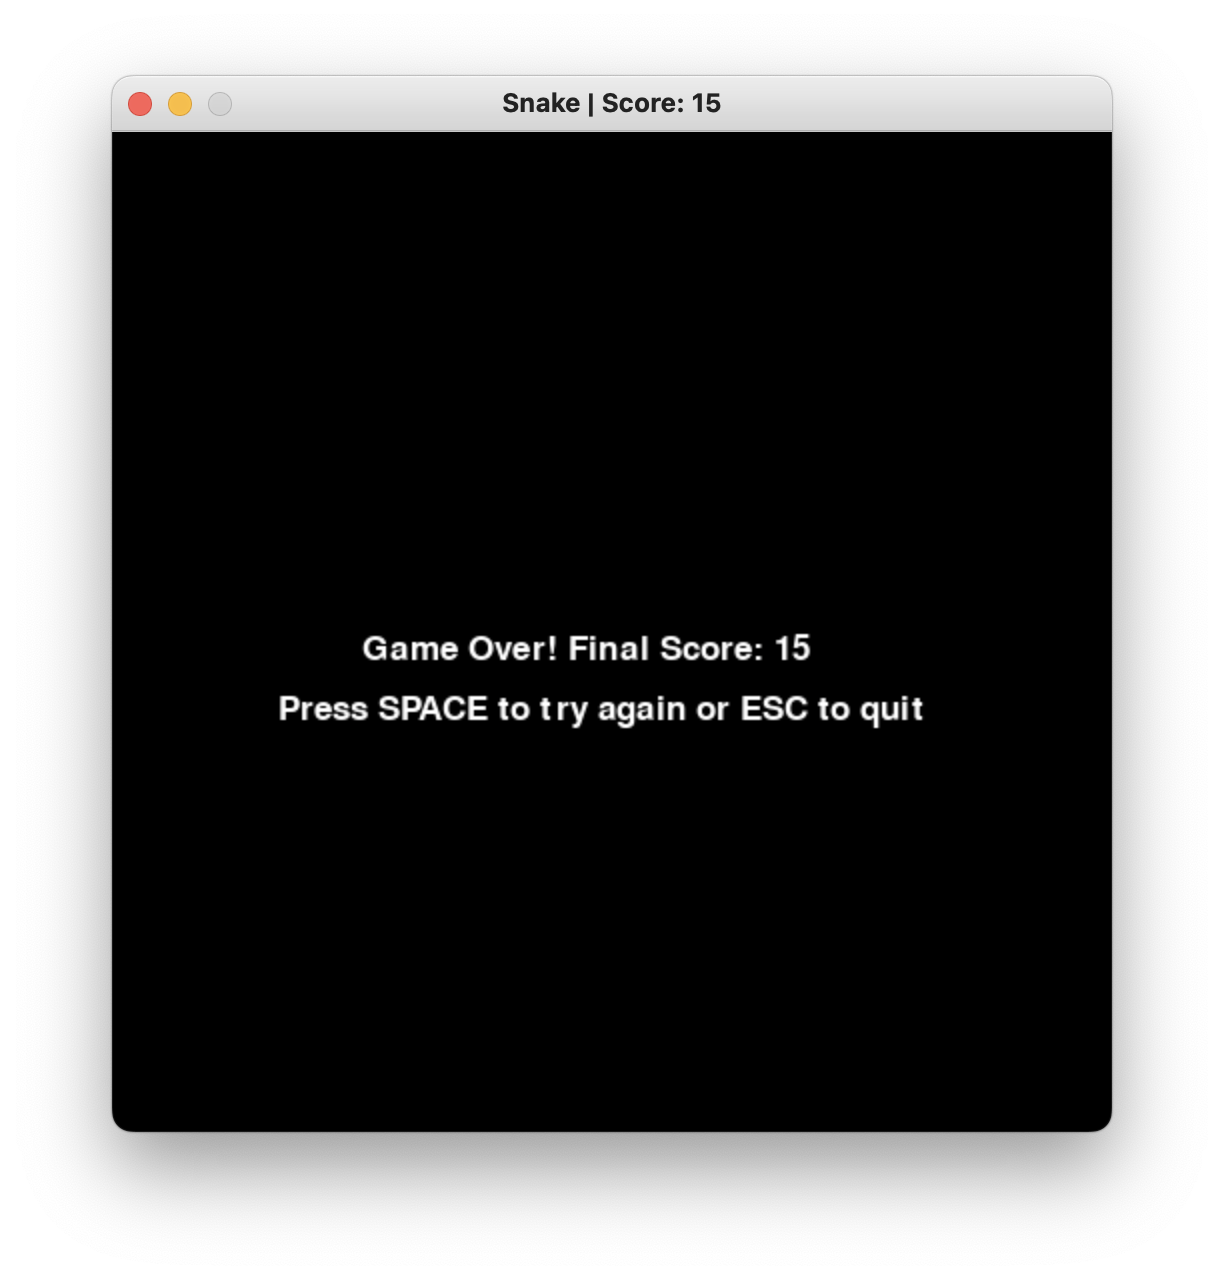 Snake | Score: 15
Game Over! Final Score: 15
Press SPACE to try again or ESC to quit